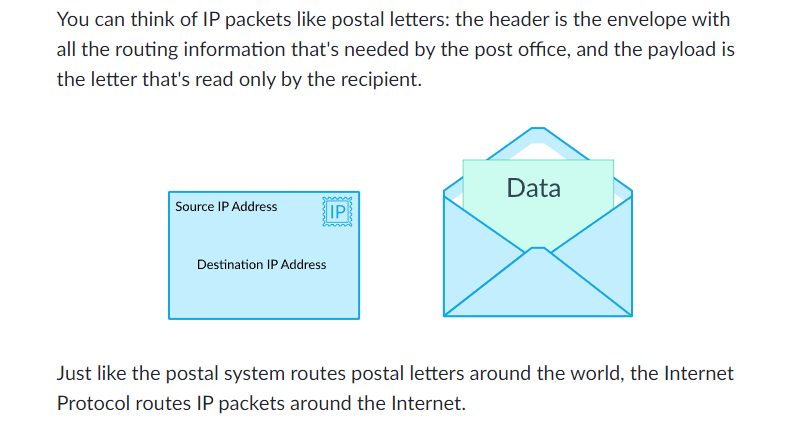 You can think of IP packets like postal letters: the header is the envelope with
all the routing information that's needed by the post office, and the payload is
the letter that's read only by the recipient.
Source IP Address
IP
Destination IP Address
Data
Just like the postal system routes postal letters around the world, the Internet
Protocol routes IP packets around the Internet.